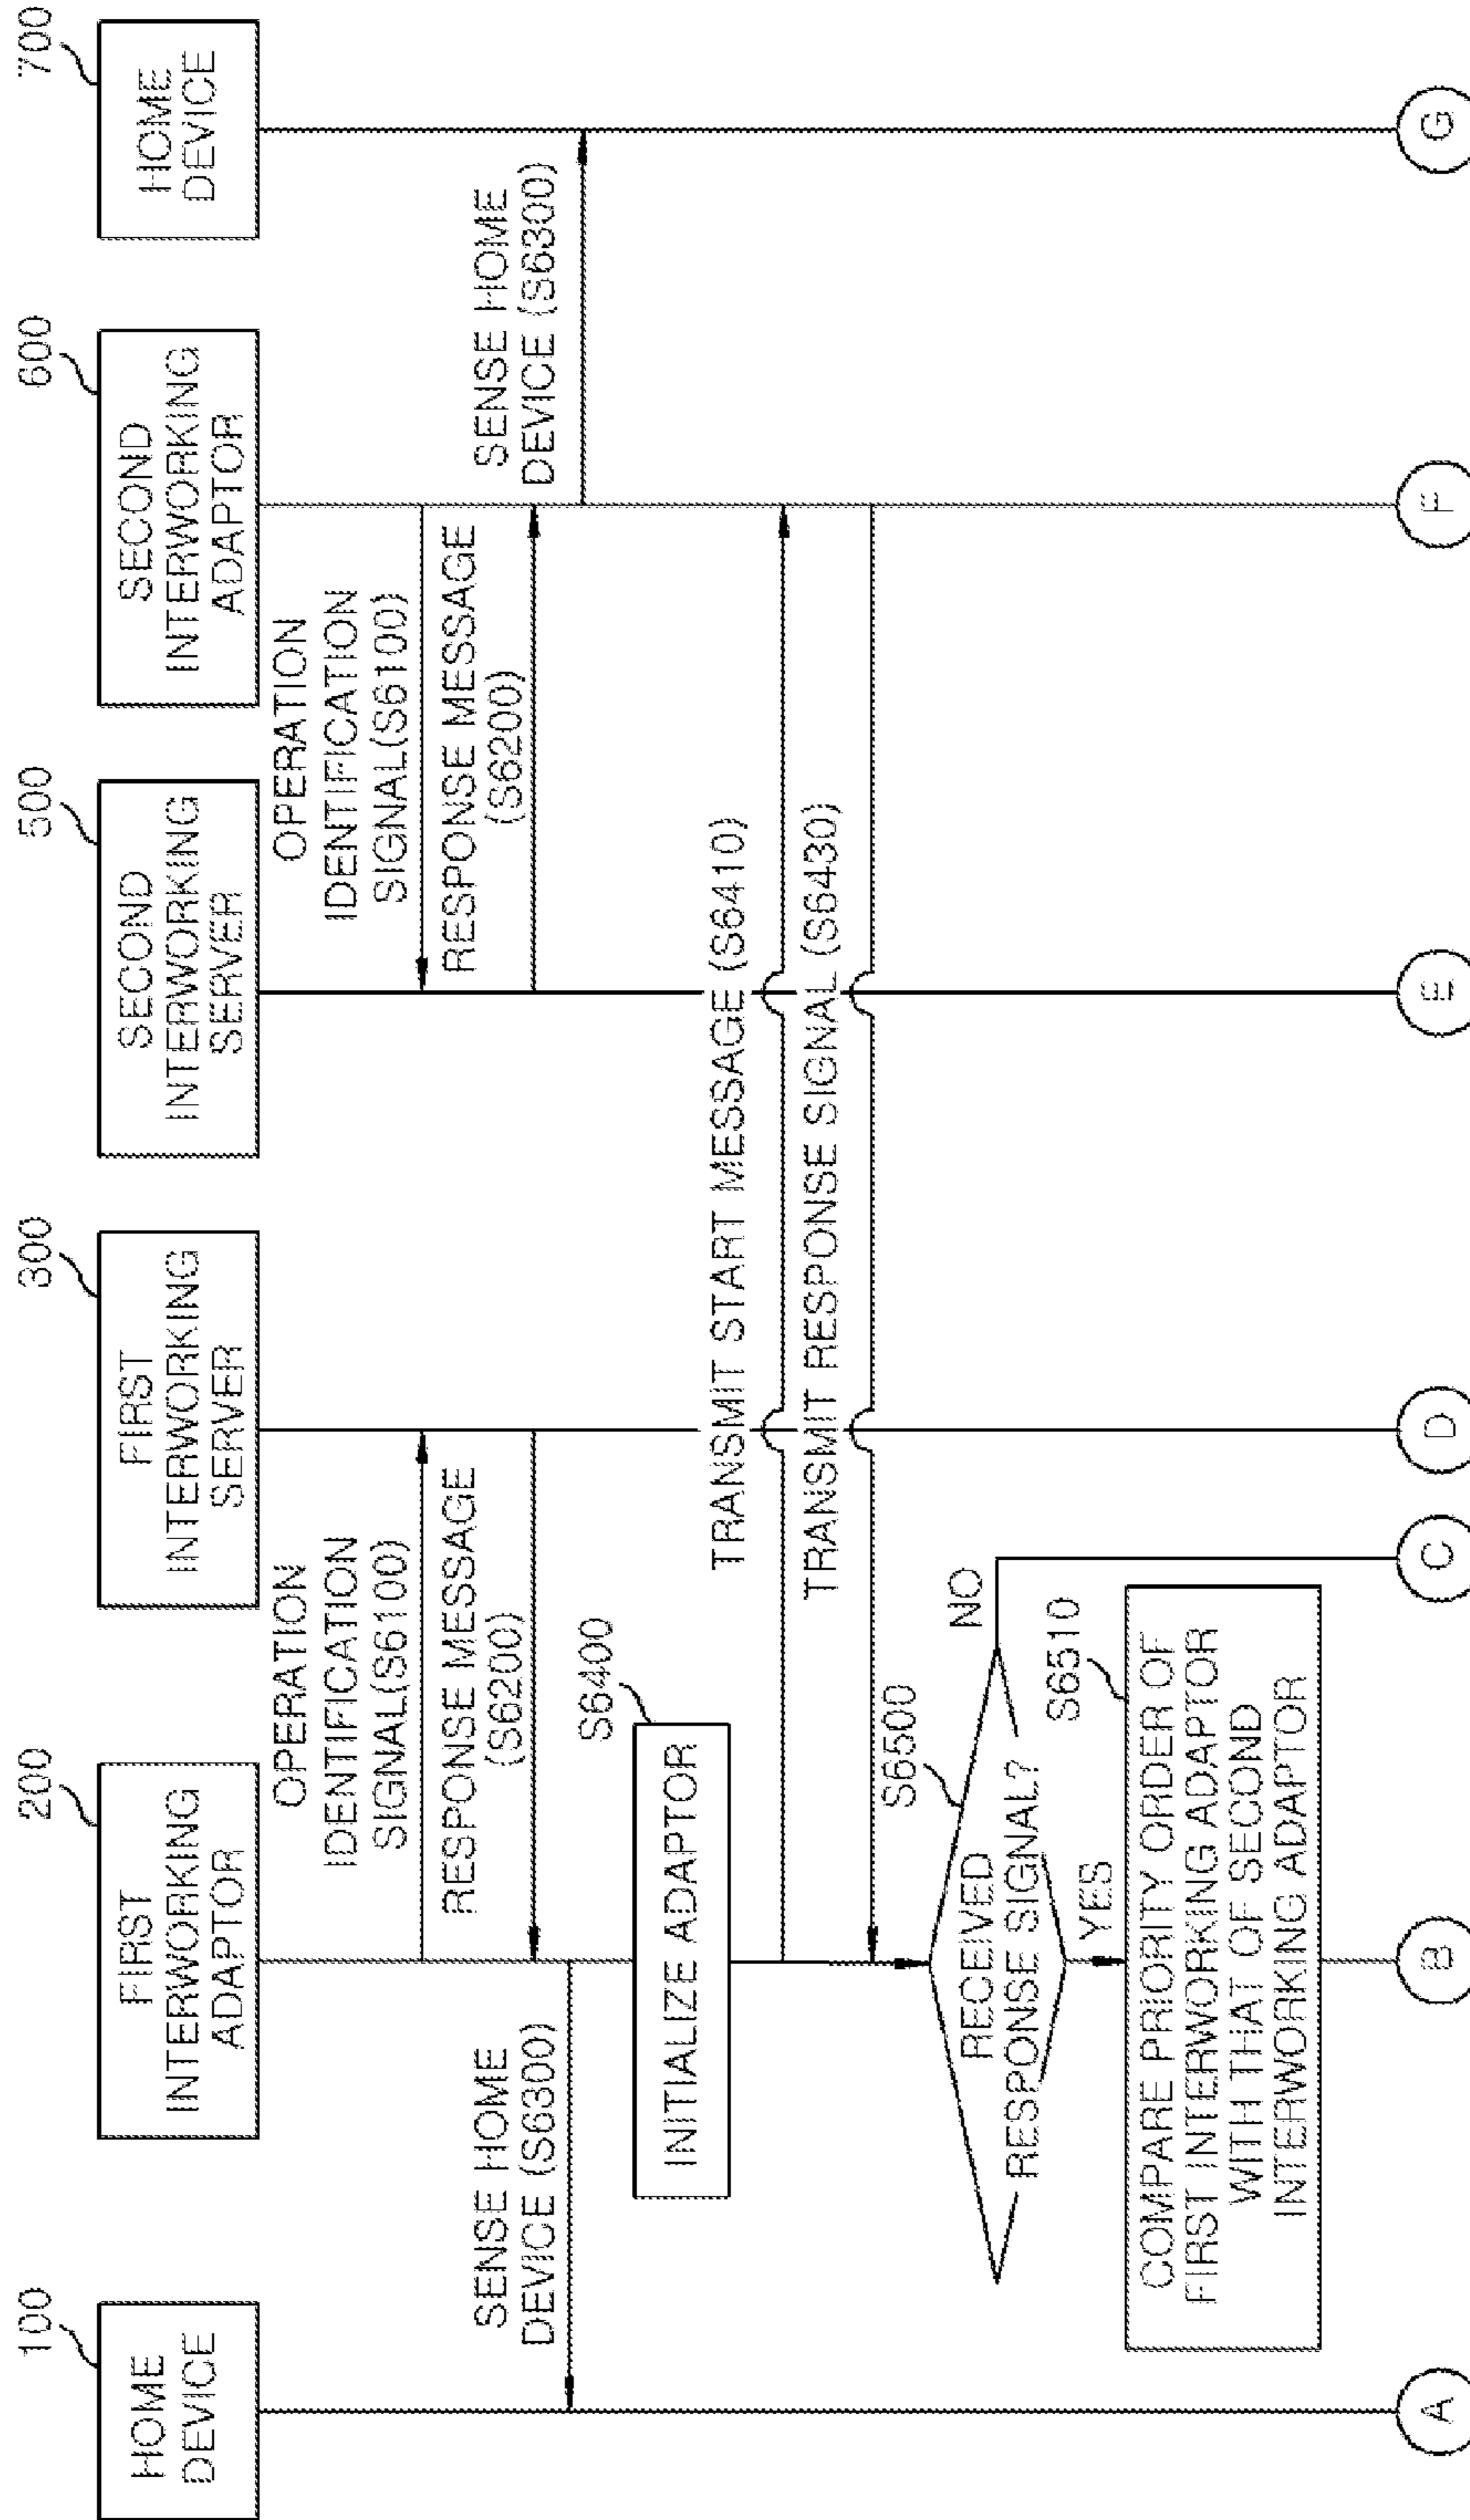 100
HOME
DEVICE
200
FIRST
INTERWORKING
ADAPTOR
300
FIRST
INTERWORKING
SERVER
500
SECOND
INTERWORKING
SERVER
600
SECOND
INTERWORKING
ADAPTOR
700
HOME
DEVICE
OPERATION
IDENTIFICATION
SIGNAL(S6100)
RESPONSE MESSAGE
(S6200)
OPERATION
IDENTIFICATION
SIGNAL(S6100)
RESPONSE MESSAGE
(S6200)
SENSE HOME
DEVICE (S6300)
SENSE HOME
DEVICE (S6300)
S6400
INITIALIZE ADAPTOR
TRANSMIT START MESSAGE (S6410)
TRANSMIT RESPONSE SIGNAL (S6430)
S6500
RECEIVED
RESPONSE SIGNAL?
NO
YES
S6510
COMPARE PRIORITY ORDER OF
FIRST INTERWORKING ADAPTOR
WITH THAT OF SECOND
INTERWORKING ADAPTOR
A
B
C
D
E
F
G